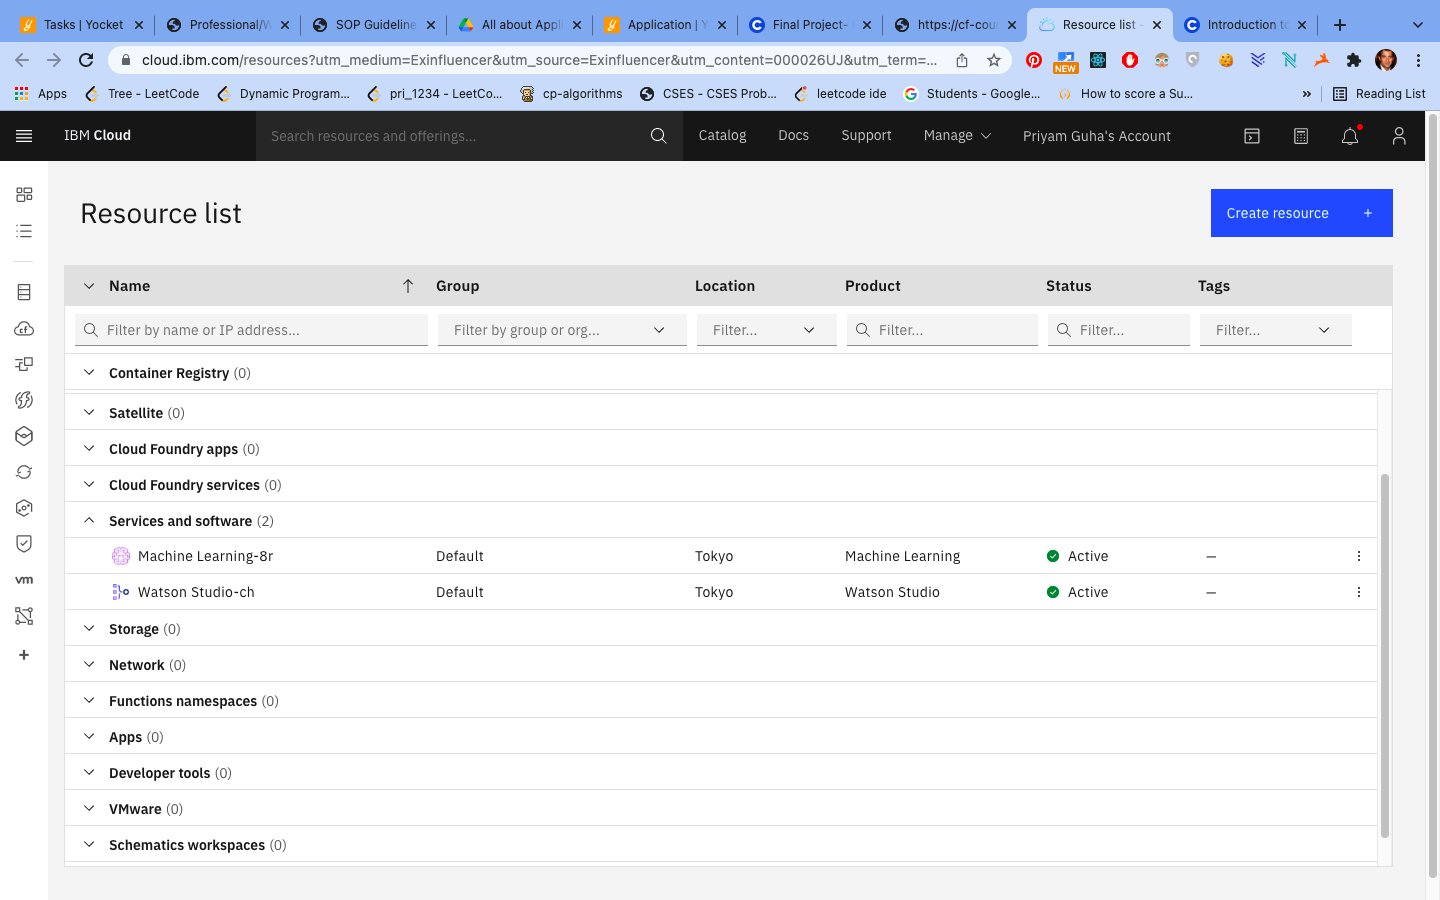 Tasks | Yocket
Professional/W
SOP Guideline
All about Appl
Application | Y
Final Project-
https://cf-cour
Resource list -
Introduction to
cloud.ibm.com/resources?utm_medium=Exinfluencer&utm_source=Exinfluencer&utm_content=000026UJ&utm_term=...
NEW
Apps
Tree - LeetCode
Dynamic Program...
pri_1234 - LeetCo...
cp-algorithms
CSES - CSES Prob...
leetcode ide
Students - Google...
How to score a Su...
»
Reading List
IBM Cloud
Search resources and offerings...
Catalog
Docs
Support
Manage
Priyam Guha's Account
Resource list
Create resource +
Name
Group
Location
Product
Status
Tags
Filter by name or IP address...
Filter by group or org...
Filter...
Filter...
Filter...
Filter...
Container Registry (0)
Satellite (0)
Cloud Foundry apps (0)
Cloud Foundry services (0)
Services and software (2)
Machine Learning-8r Default Tokyo Machine Learning Active —
Watson Studio-ch Default Tokyo Watson Studio Active —
Storage (0)
Network (0)
Functions namespaces (0)
Apps (0)
Developer tools (0)
VMware (0)
Schematics workspaces (0)
vm